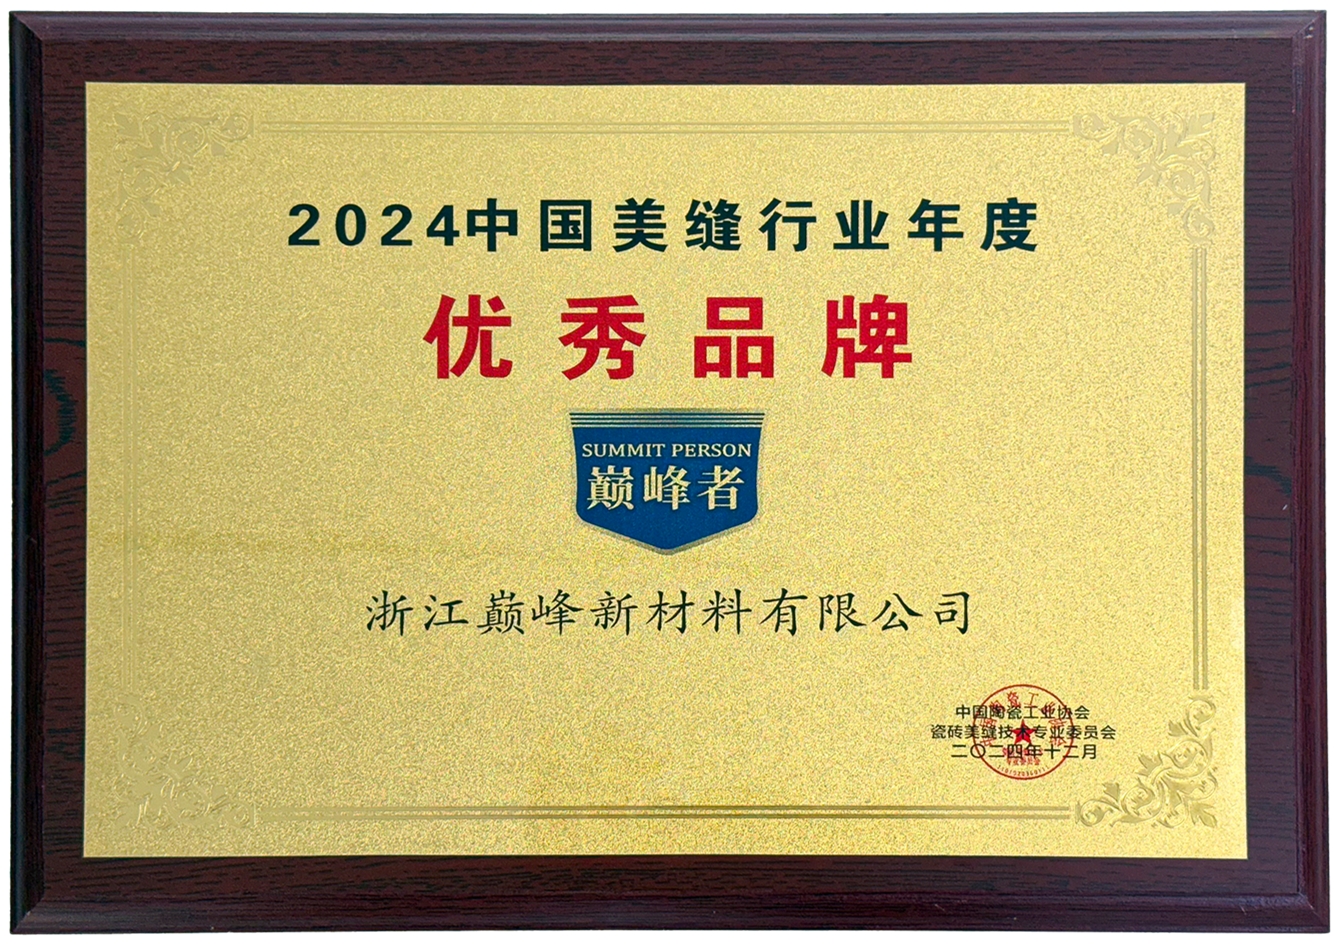 2024中国美缝行业年度
优秀品牌
SUMMIT PERSON
巅峰者
浙江巅峰新材料有限公司
中国陶瓷工业协会
瓷砖美缝技术专业委员会
二〇二四年十二月